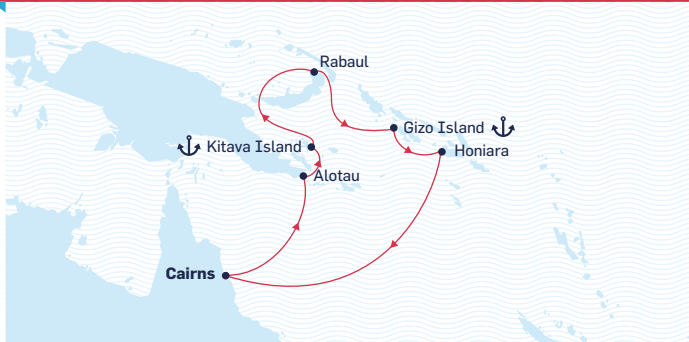 Rabaul
Gizo Island
Kitava Island
Honiara
Alotau
Cairns